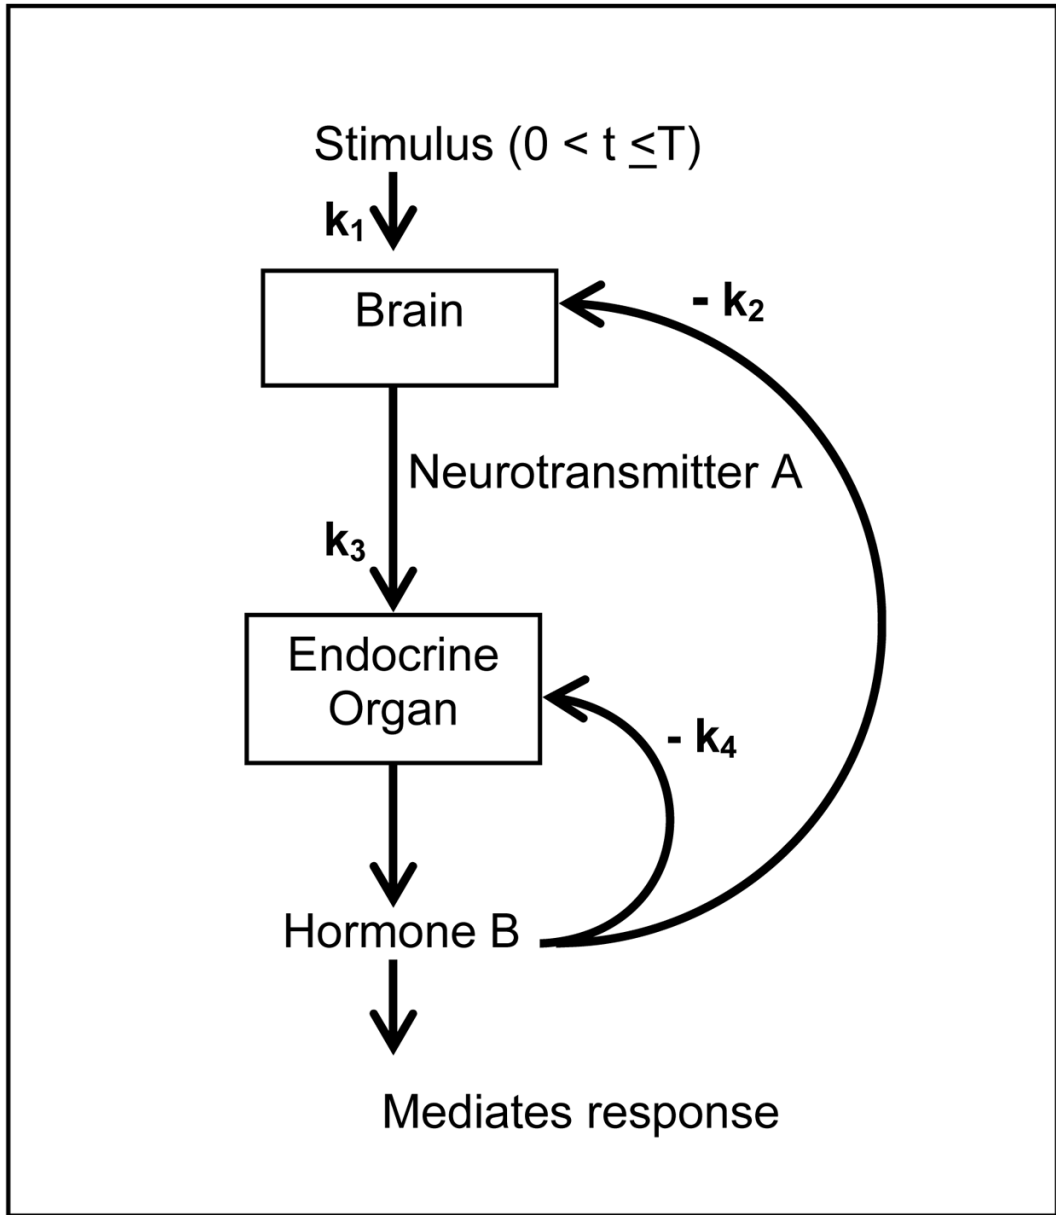 Stimulus (0 < t ≤T)
k₁
Brain
- k₂
Neurotransmitter A
k₃
Endocrine
Organ
- k₄
Hormone B
Mediates response